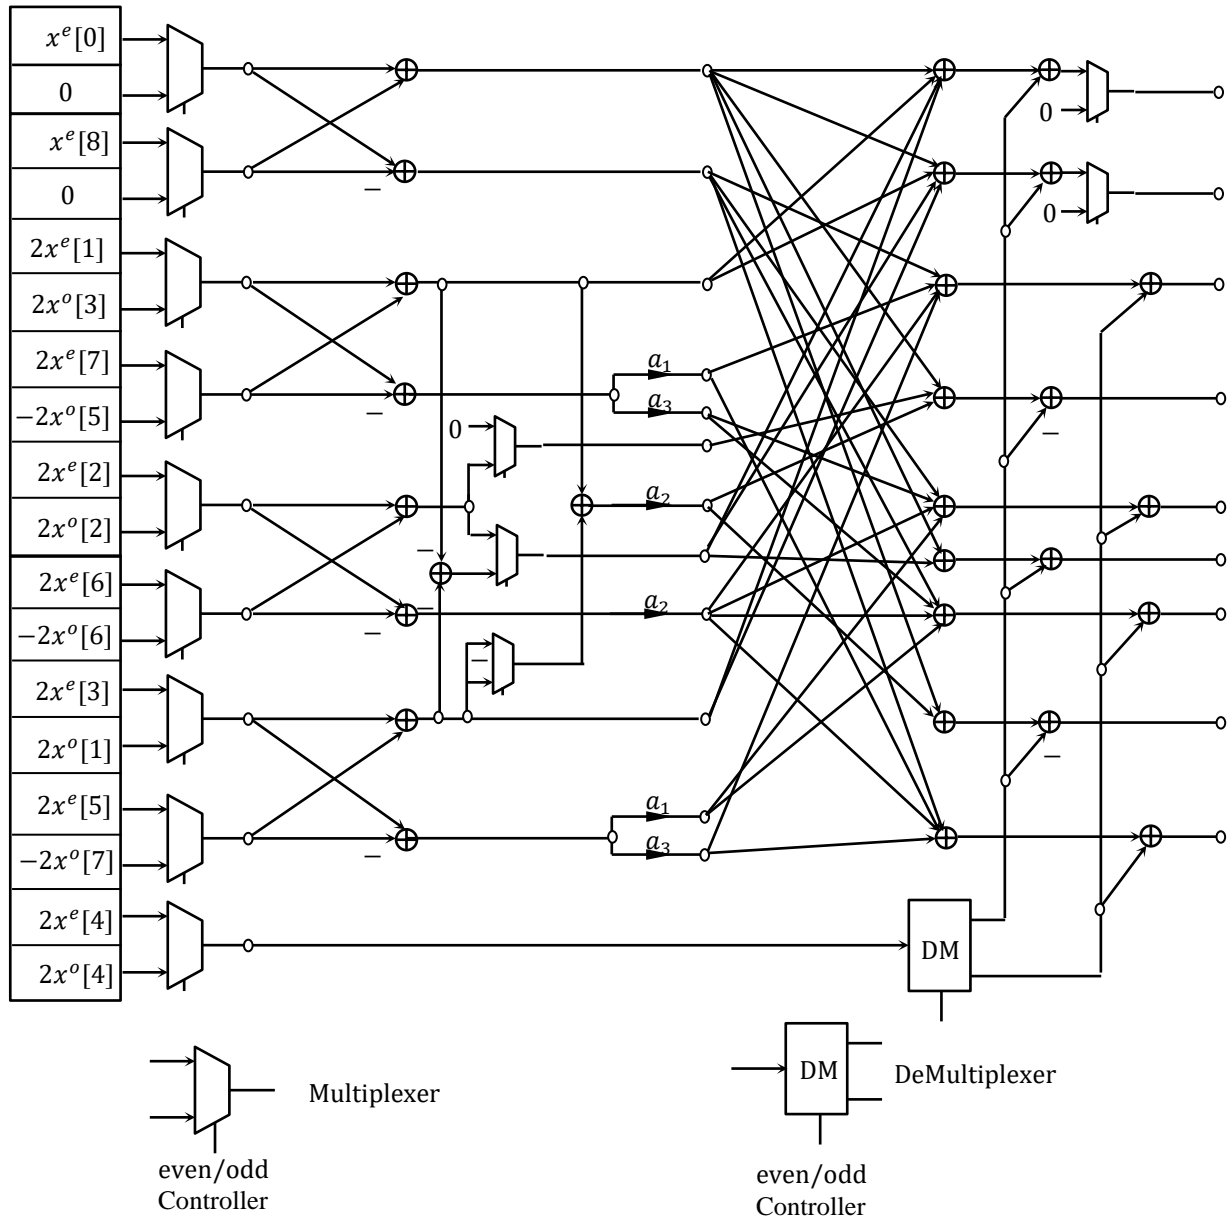 x^e[0]
0
x^e[8]
0
0
0
2x^e[1]
2x^o[3]
2x^e[7]
a_1
−2x^o[5]
−
a_3
−
0
2x^e[2]
2x^o[2]
a_2
−
2x^e[6]
−
a_2
−2x^o[6]
−
−
2x^e[3]
2x^o[1]
−
2x^e[5]
a_1
−2x^o[7]
−
a_3
2x^e[4]
DM
2x^o[4]
Multiplexer
DM
DeMultiplexer
even/odd
Controller
even/odd
Controller